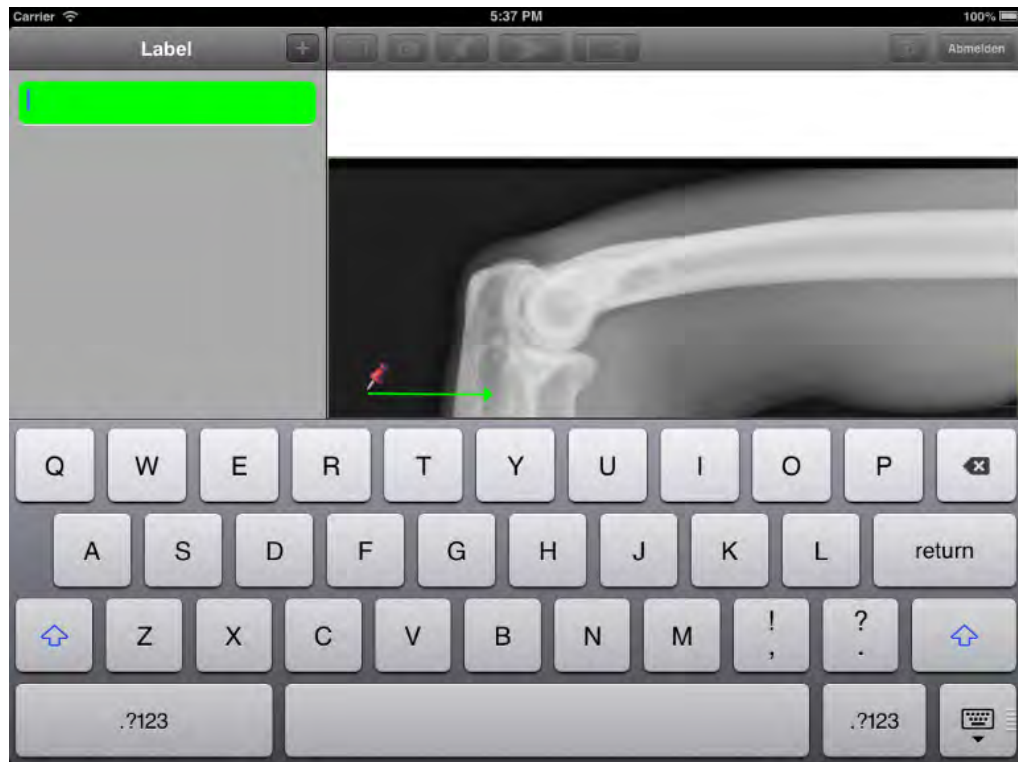 Carrier 5:37 PM 100%
Label + Abmelden
Q W E R T Y U I O P
A S D F G H J K L return
Z X C V B N M ! , ? .
.?123 .?123